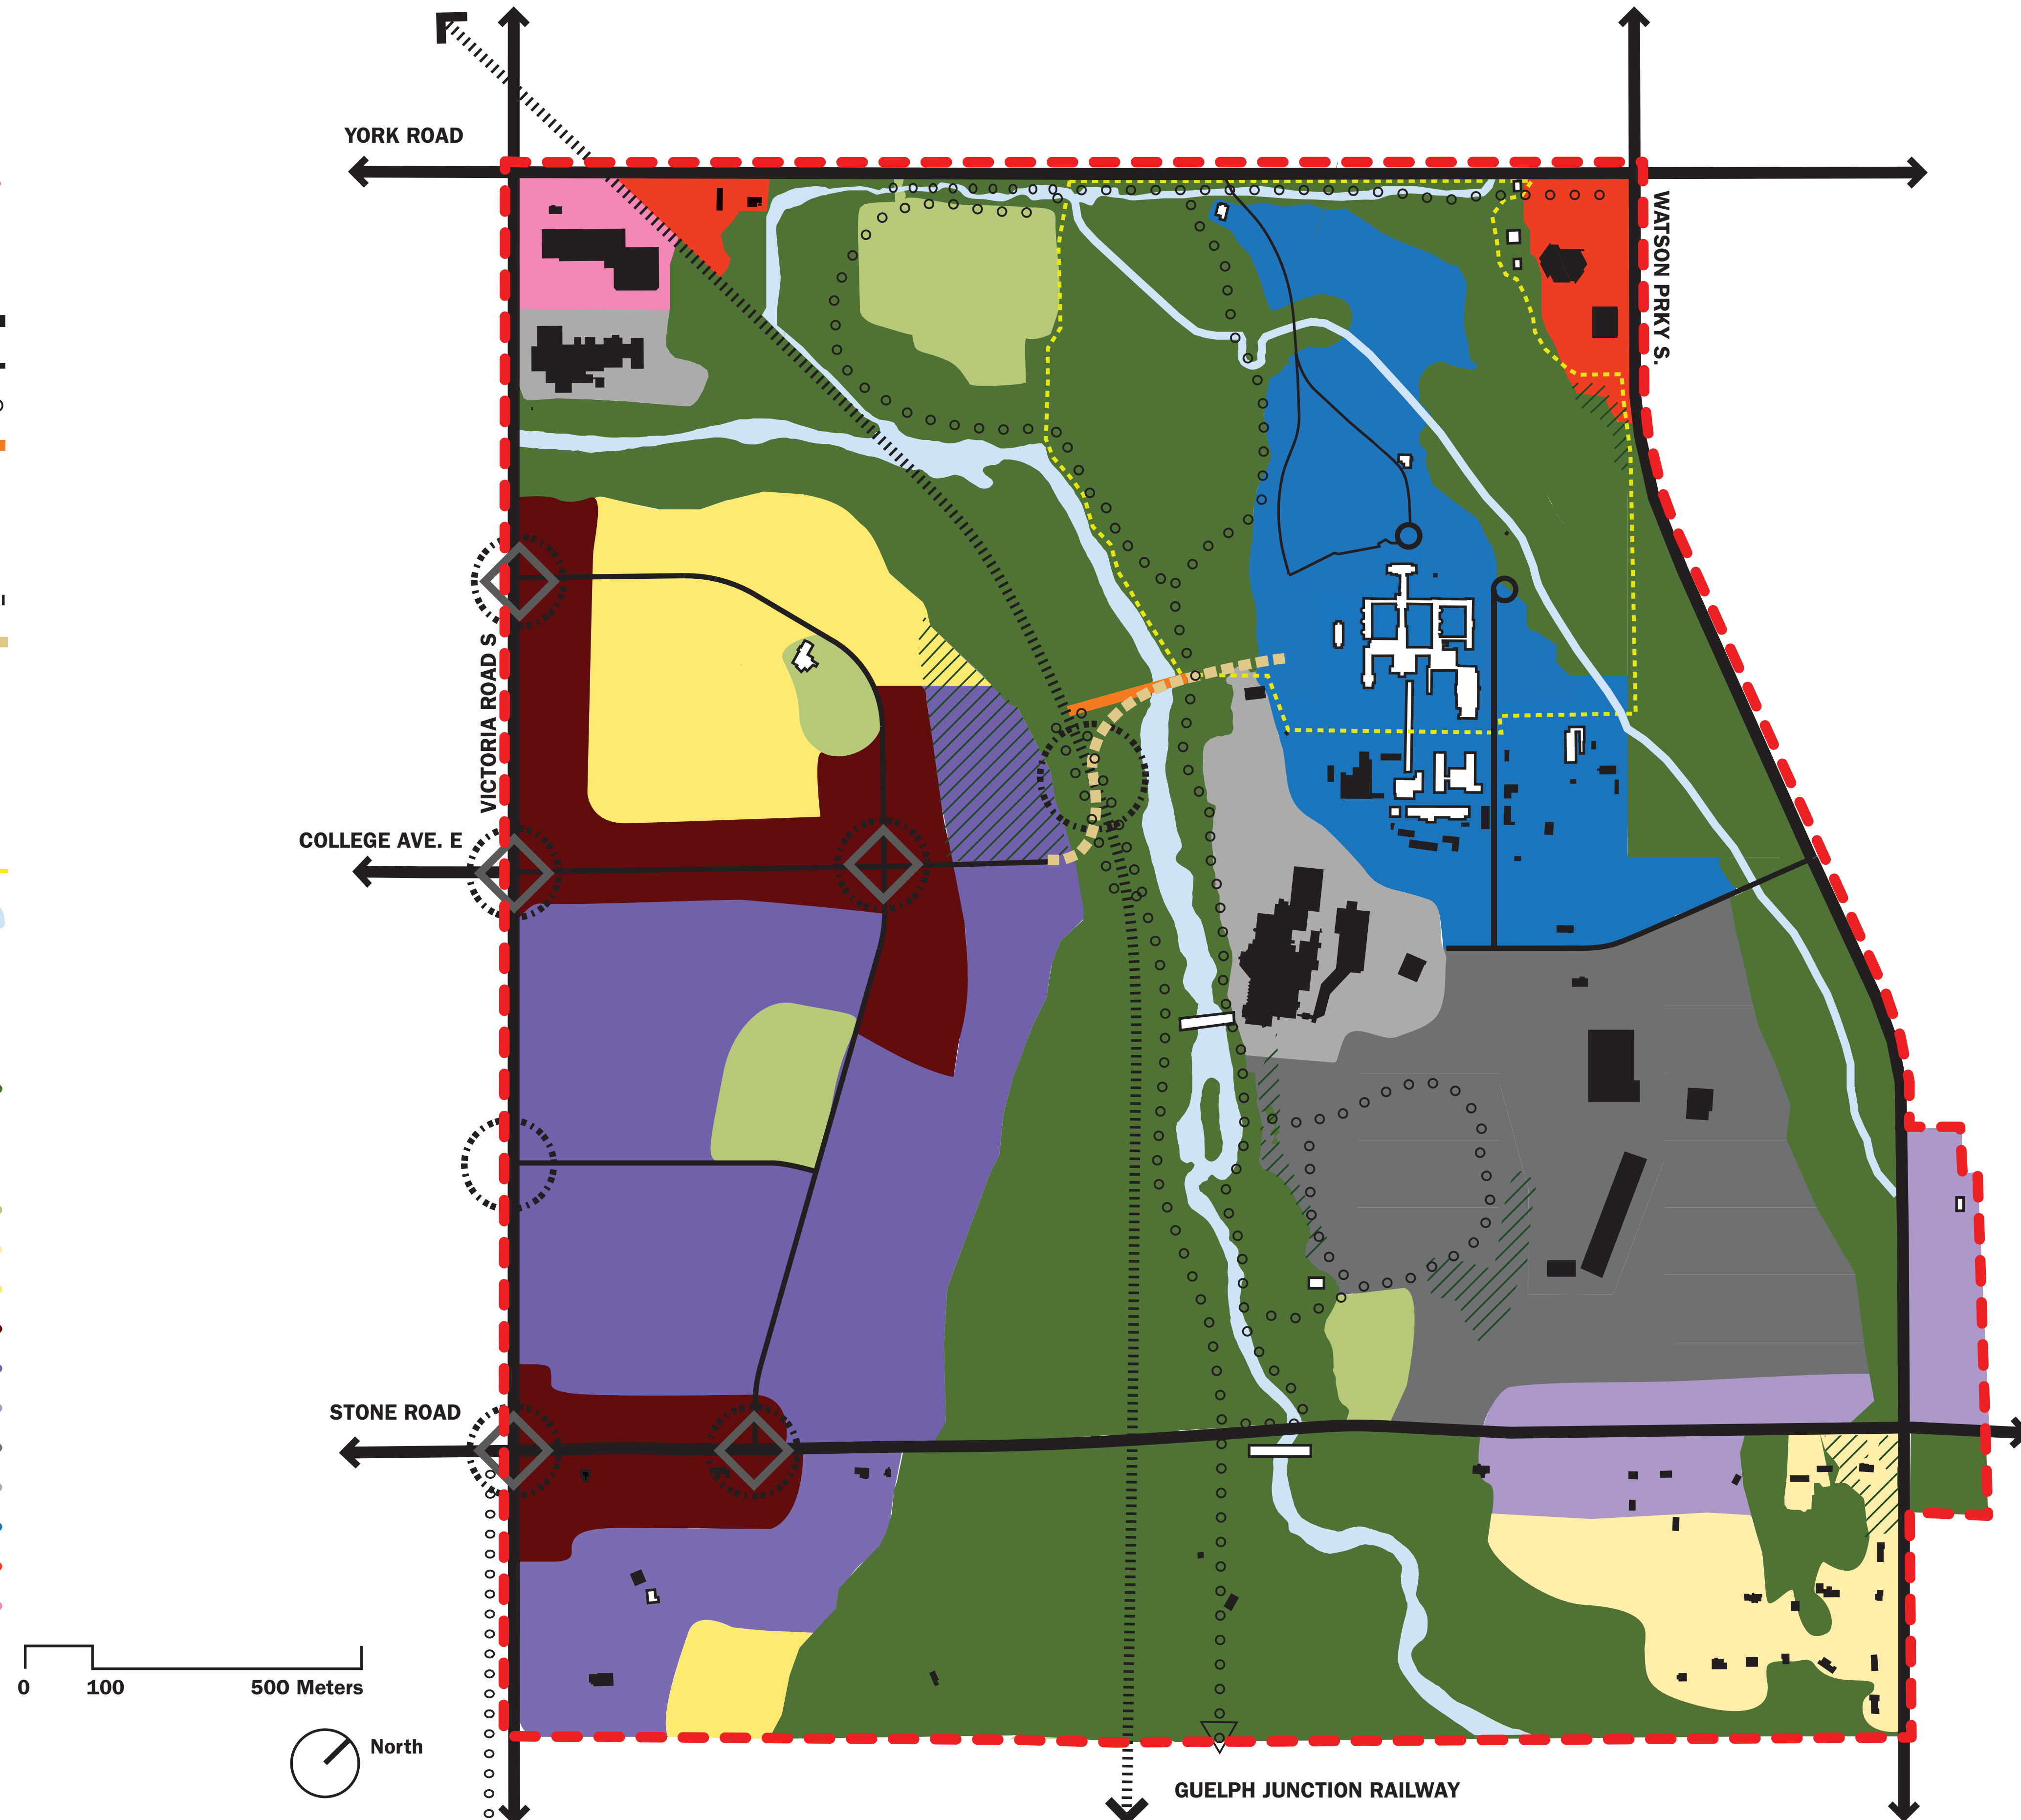 YORK ROAD
WATSON PRKY S.
VICTORIA ROAD S
COLLEGE AVE. E
STONE ROAD
0 100 500 Meters
North
GUELPH JUNCTION RAILWAY